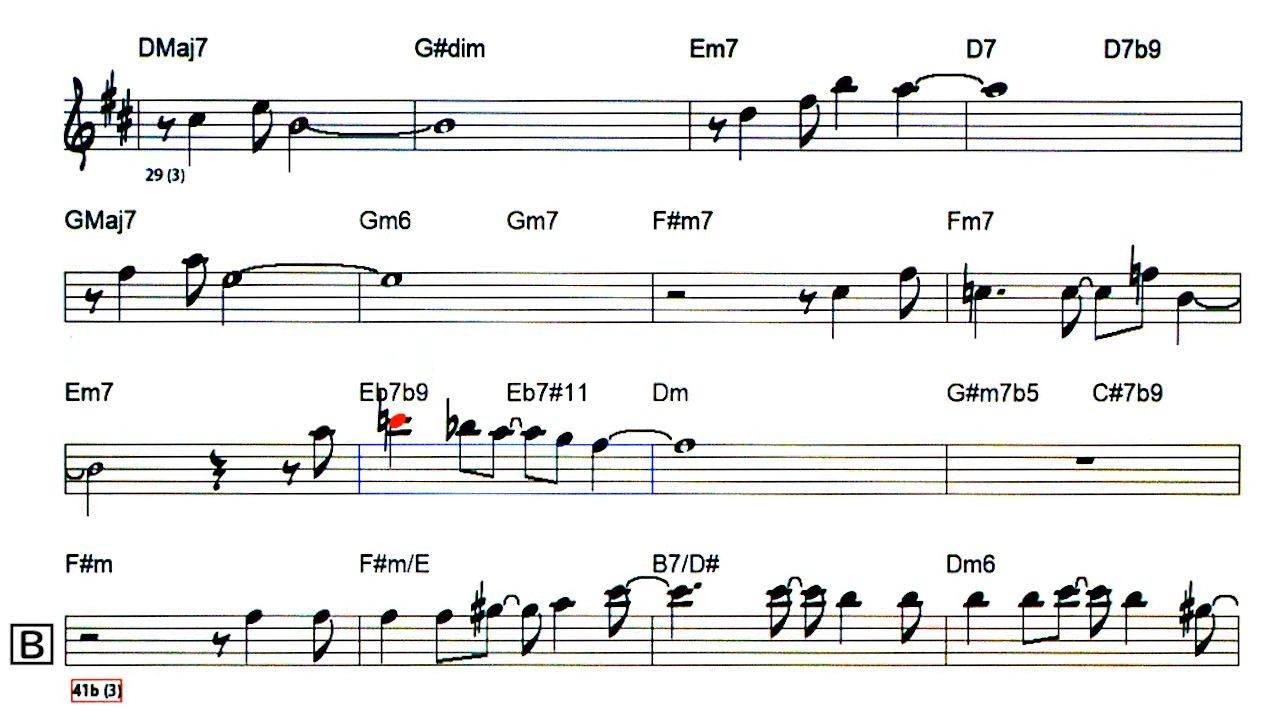 DMaj7 G#dim Em7 D7 D7b9
29 (3)
GMaj7 Gm6 Gm7 F#m7 Fm7
Em7 Eb7b9 Eb7#11 Dm G#m7b5 C#7b9
F#m F#m/E B7/D# Dm6
B
41b (3)